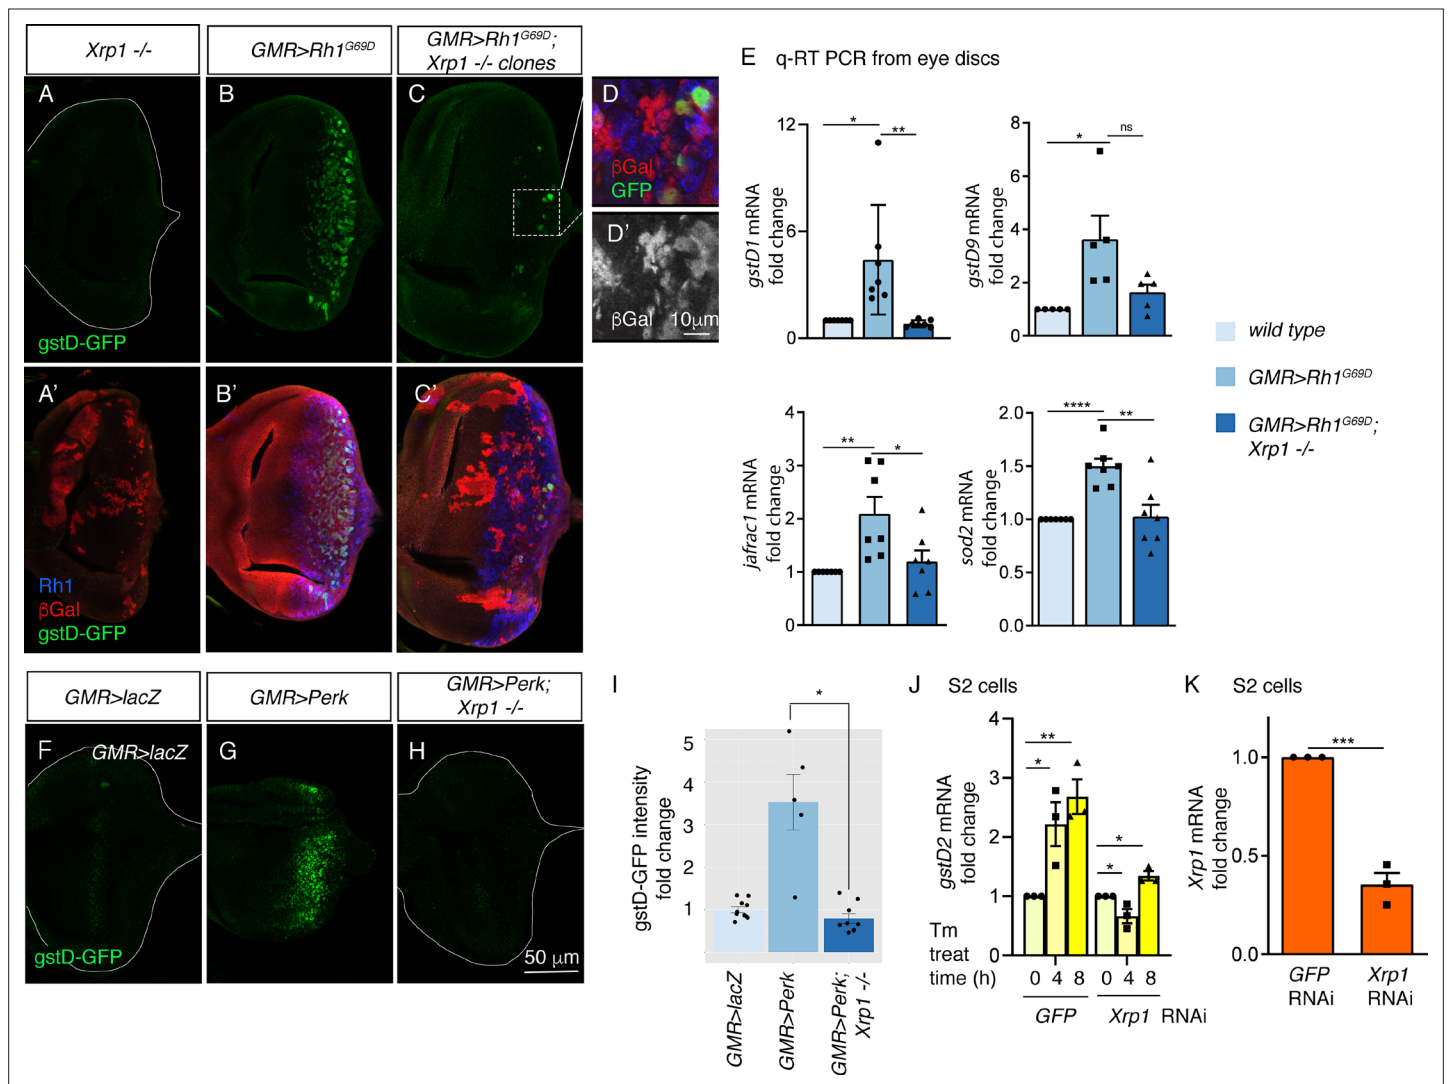 Xrp1 -/-
GMR>Rh1G69D
GMR>Rh1G69D;
Xrp1 -/- clones
A
B
C
gstD-GFP
D
βGal
GFP
D'
βGal
10μm
A'
B'
C'
Rh1
βGal
gstD-GFP
E q-RT PCR from eye discs
gstD1 mRNA
fold change
12
6
0
*
**
gstD9 mRNA
fold change
8
6
4
2
0
*
ns
jafrac1 mRNA
fold change
4
3
2
1
0
**
*
sod2 mRNA
fold change
2.0
1.5
1.0
0.5
0.0
****
**
wild type
GMR>Rh1G69D
GMR>Rh1G69D;
Xrp1 -/-
GMR>lacZ
GMR>Perk
GMR>Perk;
Xrp1 -/-
F
GMR>lacZ
G
H
gstD-GFP
50 μm
I
gstD-GFP intensity
fold change
5
4
3
2
1
*
GMR>lacZ
GMR>Perk
GMR>Perk;
Xrp1 -/-
J S2 cells
gstD2 mRNA
fold change
4
3
2
1
0
*
**
*
*
Tm
treat
time (h)
0 4 8 0 4 8
GFP Xrp1 RNAi
K S2 cells
Xrp1 mRNA
fold change
1.0
0.5
0.0
***
GFP
RNAi
Xrp1
RNAi